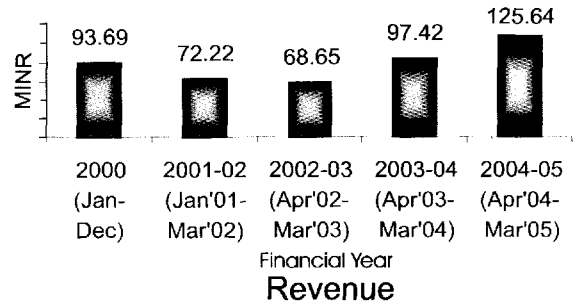 125.64
93.69
97.42
72.22
68.65
MINR
2000 2001-02 2002-03 2003-04 2004-05
(Jan- (Jan'01- (Apr'02- (Apr'03- (Apr'04-
Dec) Mar'02) Mar'03) Mar'04) Mar'05)
Financial Year
Revenue